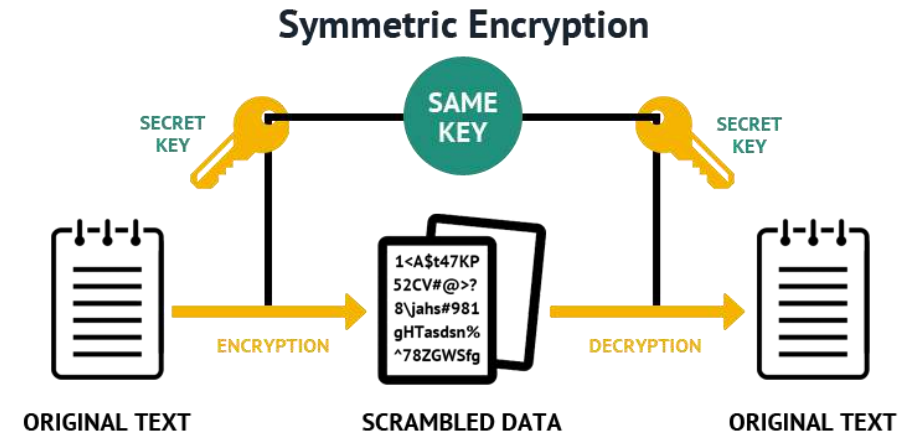 Symmetric Encryption
SECRET
KEY
SAME
KEY
SECRET
KEY
1<A$t47KP
52CV#@>?
8\jahs#981
gHTasdsn%
^78ZGWSfg
ENCRYPTION
DECRYPTION
ORIGINAL TEXT
SCRAMBLED DATA
ORIGINAL TEXT